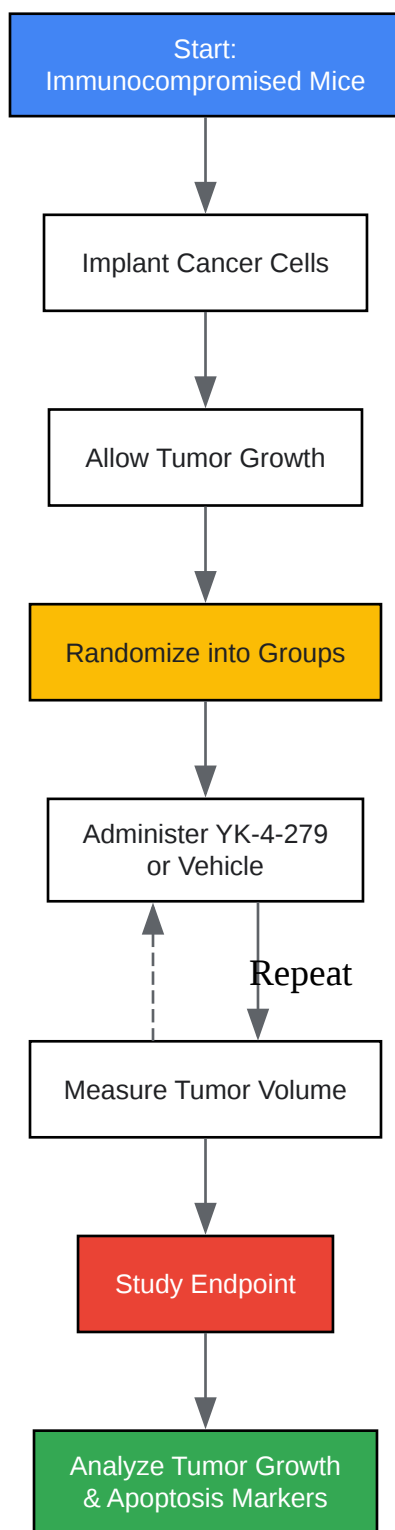 Start:
Immunocompromised Mice
Implant Cancer Cells
Allow Tumor Growth
Randomize into Groups
Administer YK-4-279
or Vehicle
Repeat
Measure Tumor Volume
Study Endpoint
Analyze Tumor Growth
& Apoptosis Markers